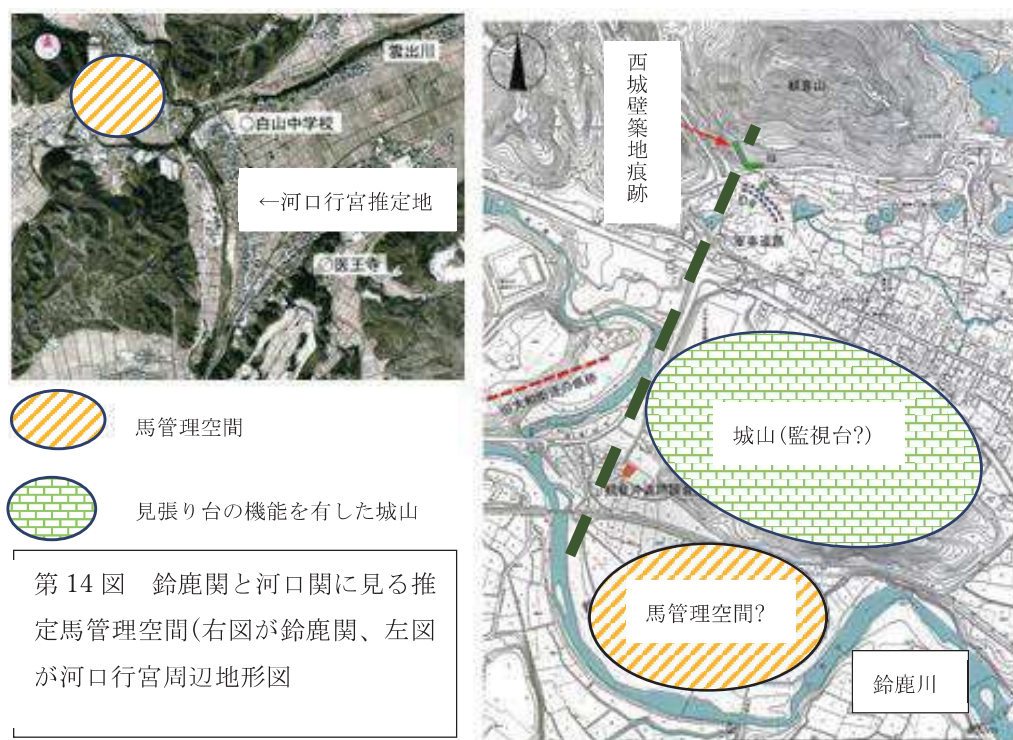 雲出川
○白山中学校
←河口行宮推定地
○医王寺
馬管理空間
見張り台の機能を有した城山
第 14 図　鈴鹿関と河口関に見る推
定馬管理空間(右図が鈴鹿関、左図
が河口行宮周辺地形図
西城壁築地痕跡
観音山
城山(監視台?)
馬管理空間?
鈴鹿川